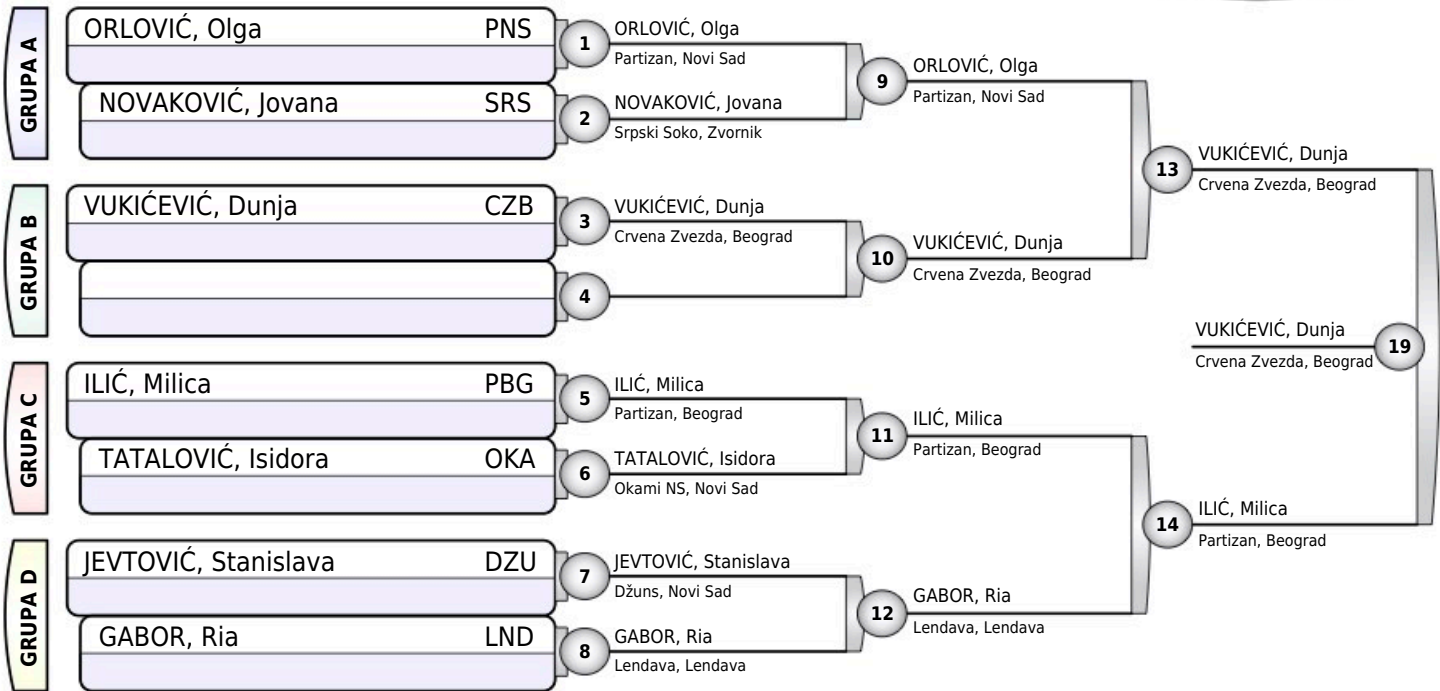 GRUPA A
ORLOVIĆ, Olga PNS
NOVAKOVIĆ, Jovana SRS
GRUPA B
VUKIĆEVIĆ, Dunja CZB
GRUPA C
ILIĆ, Milica PBG
TATALOVIĆ, Isidora OKA
GRUPA D
JEVTOVIĆ, Stanislava DZU
GABOR, Ria LND
1
ORLOVIĆ, Olga
Partizan, Novi Sad
2
NOVAKOVIĆ, Jovana
Srpski Soko, Zvornik
3
VUKIĆEVIĆ, Dunja
Crvena Zvezda, Beograd
4
5
ILIĆ, Milica
Partizan, Beograd
6
TATALOVIĆ, Isidora
Okami NS, Novi Sad
7
JEVTOVIĆ, Stanislava
Džuns, Novi Sad
8
GABOR, Ria
Lendava, Lendava
9
ORLOVIĆ, Olga
Partizan, Novi Sad
10
VUKIĆEVIĆ, Dunja
Crvena Zvezda, Beograd
11
ILIĆ, Milica
Partizan, Beograd
12
GABOR, Ria
Lendava, Lendava
13
VUKIĆEVIĆ, Dunja
Crvena Zvezda, Beograd
14
ILIĆ, Milica
Partizan, Beograd
VUKIĆEVIĆ, Dunja
Crvena Zvezda, Beograd
19